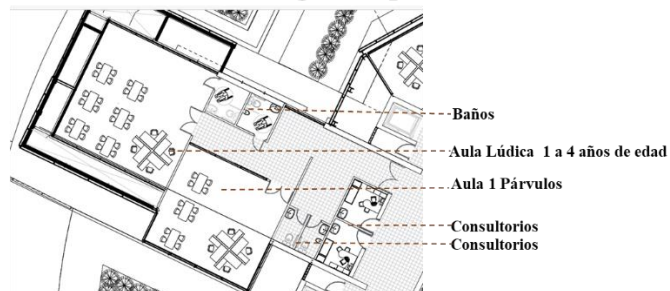 Baños
Aula Lúdica 1 a 4 años de edad
Aula 1 Párvulos
Consultorios
Consultorios